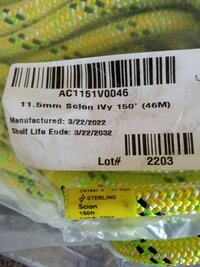 AC1151V0046
11.5mm Scion IVy 150' (46M)
Manufactured: 3/22/2022
Shelf Life Ends: 3/22/2032
Lot# 2203
STERLING
Scion
150ft